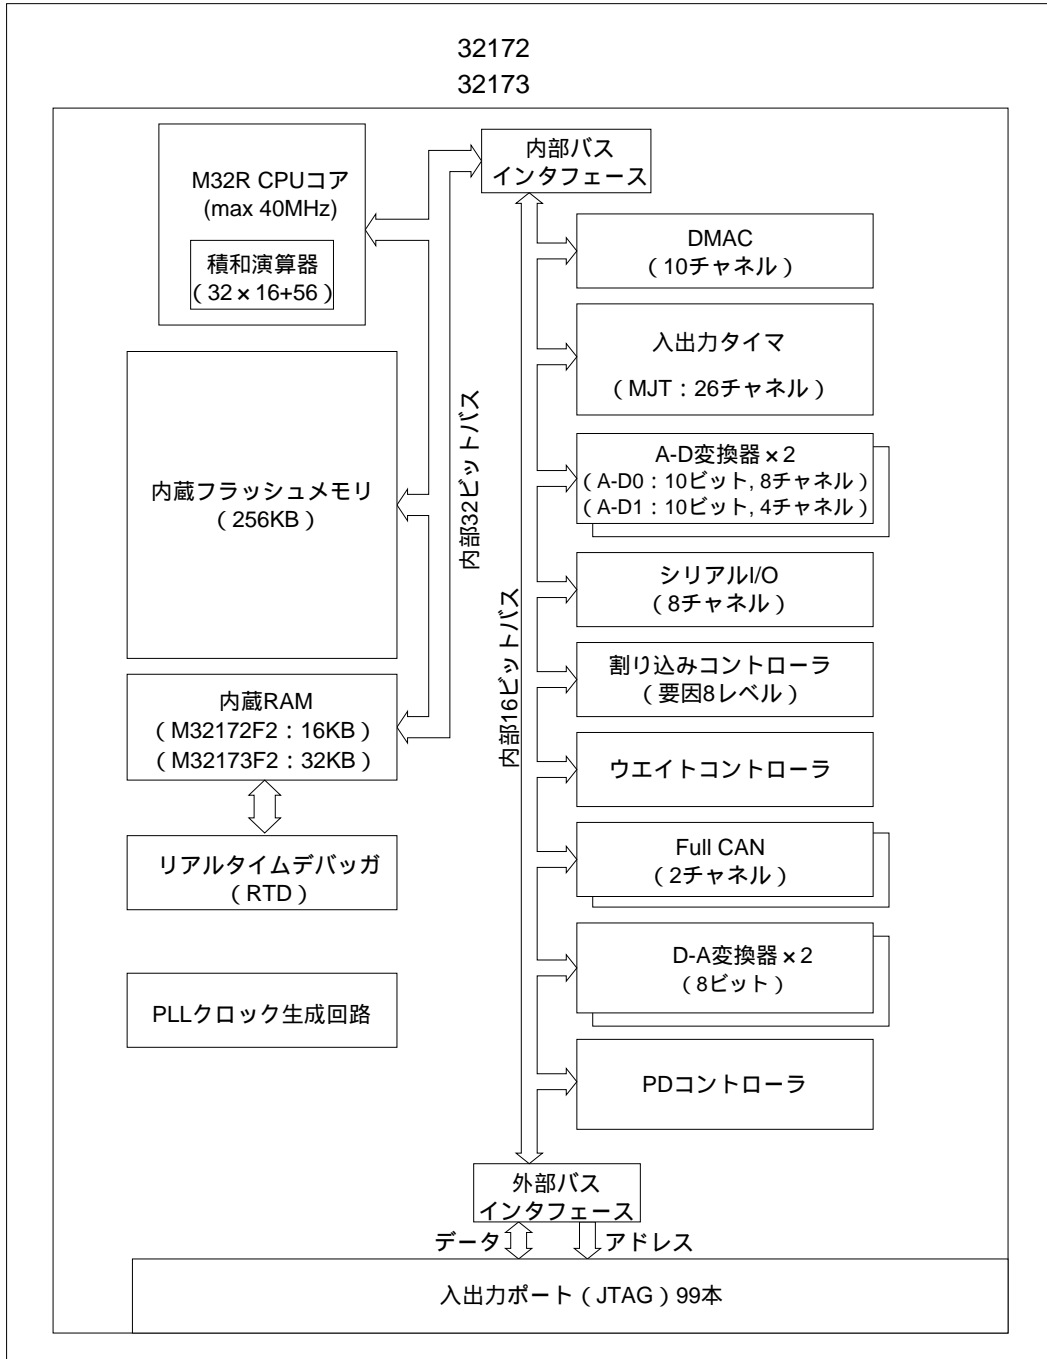 32172
32173
M32R CPUコア
(max 40MHz)
積和演算器
（32×16+56）
内蔵フラッシュメモリ
（256KB）
内蔵RAM
（M32172F2：16KB）
（M32173F2：32KB）
リアルタイムデバッガ
（RTD）
PLLクロック生成回路
内部32ビットバス
内部16ビットバス
内部バス
インタフェース
DMAC
（10チャネル）
入出力タイマ
（MJT：26チャネル）
A-D変換器×2
（A-D0：10ビット, 8チャネル）
（A-D1：10ビット, 4チャネル）
シリアルI/O
（8チャネル）
割り込みコントローラ
（要因8レベル）
ウエイトコントローラ
Full CAN
（2チャネル）
D-A変換器×2
（8ビット）
PDコントローラ
外部バス
インタフェース
データ
アドレス
入出力ポート（JTAG）99本